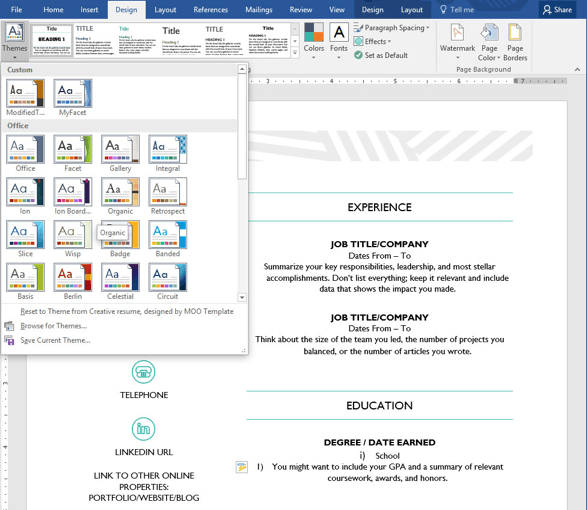 File Home Insert Design Layout References Mailings Review View Design Layout Tell me Share
Themes
Title
HEADING 1
TITLE
Title
Heading 1
Title
Title
TITLE
Title
Colors
Fonts
Paragraph Spacing
Effects
Set as Default
Watermark
Page Color
Page Borders
Page Background
Custom
ModifiedT... MyFacet
Office
Office Facet Gallery Integral
Ion Ion Board... Organic Retrospect
Slice Wisp Badge Banded
Organic
Basis Berlin Celestial Circuit
Reset to Theme from Creative resume, designed by MOO Template
Browse for Themes...
Save Current Theme...
TELEPHONE
LINKEDIN URL
LINK TO OTHER ONLINE
PROPERTIES:
PORTFOLIO/WEBSITE/BLOG
EXPERIENCE
JOB TITLE/COMPANY
Dates From – To
Summarize your key responsibilities, leadership, and most stellar
accomplishments. Don't list everything; keep it relevant and include
data that shows the impact you made.
JOB TITLE/COMPANY
Dates From – To
Think about the size of the team you led, the number of projects you
balanced, or the number of articles you wrote.
EDUCATION
DEGREE / DATE EARNED
i) School
1) You might want to include your GPA and a summary of relevant
coursework, awards, and honors.